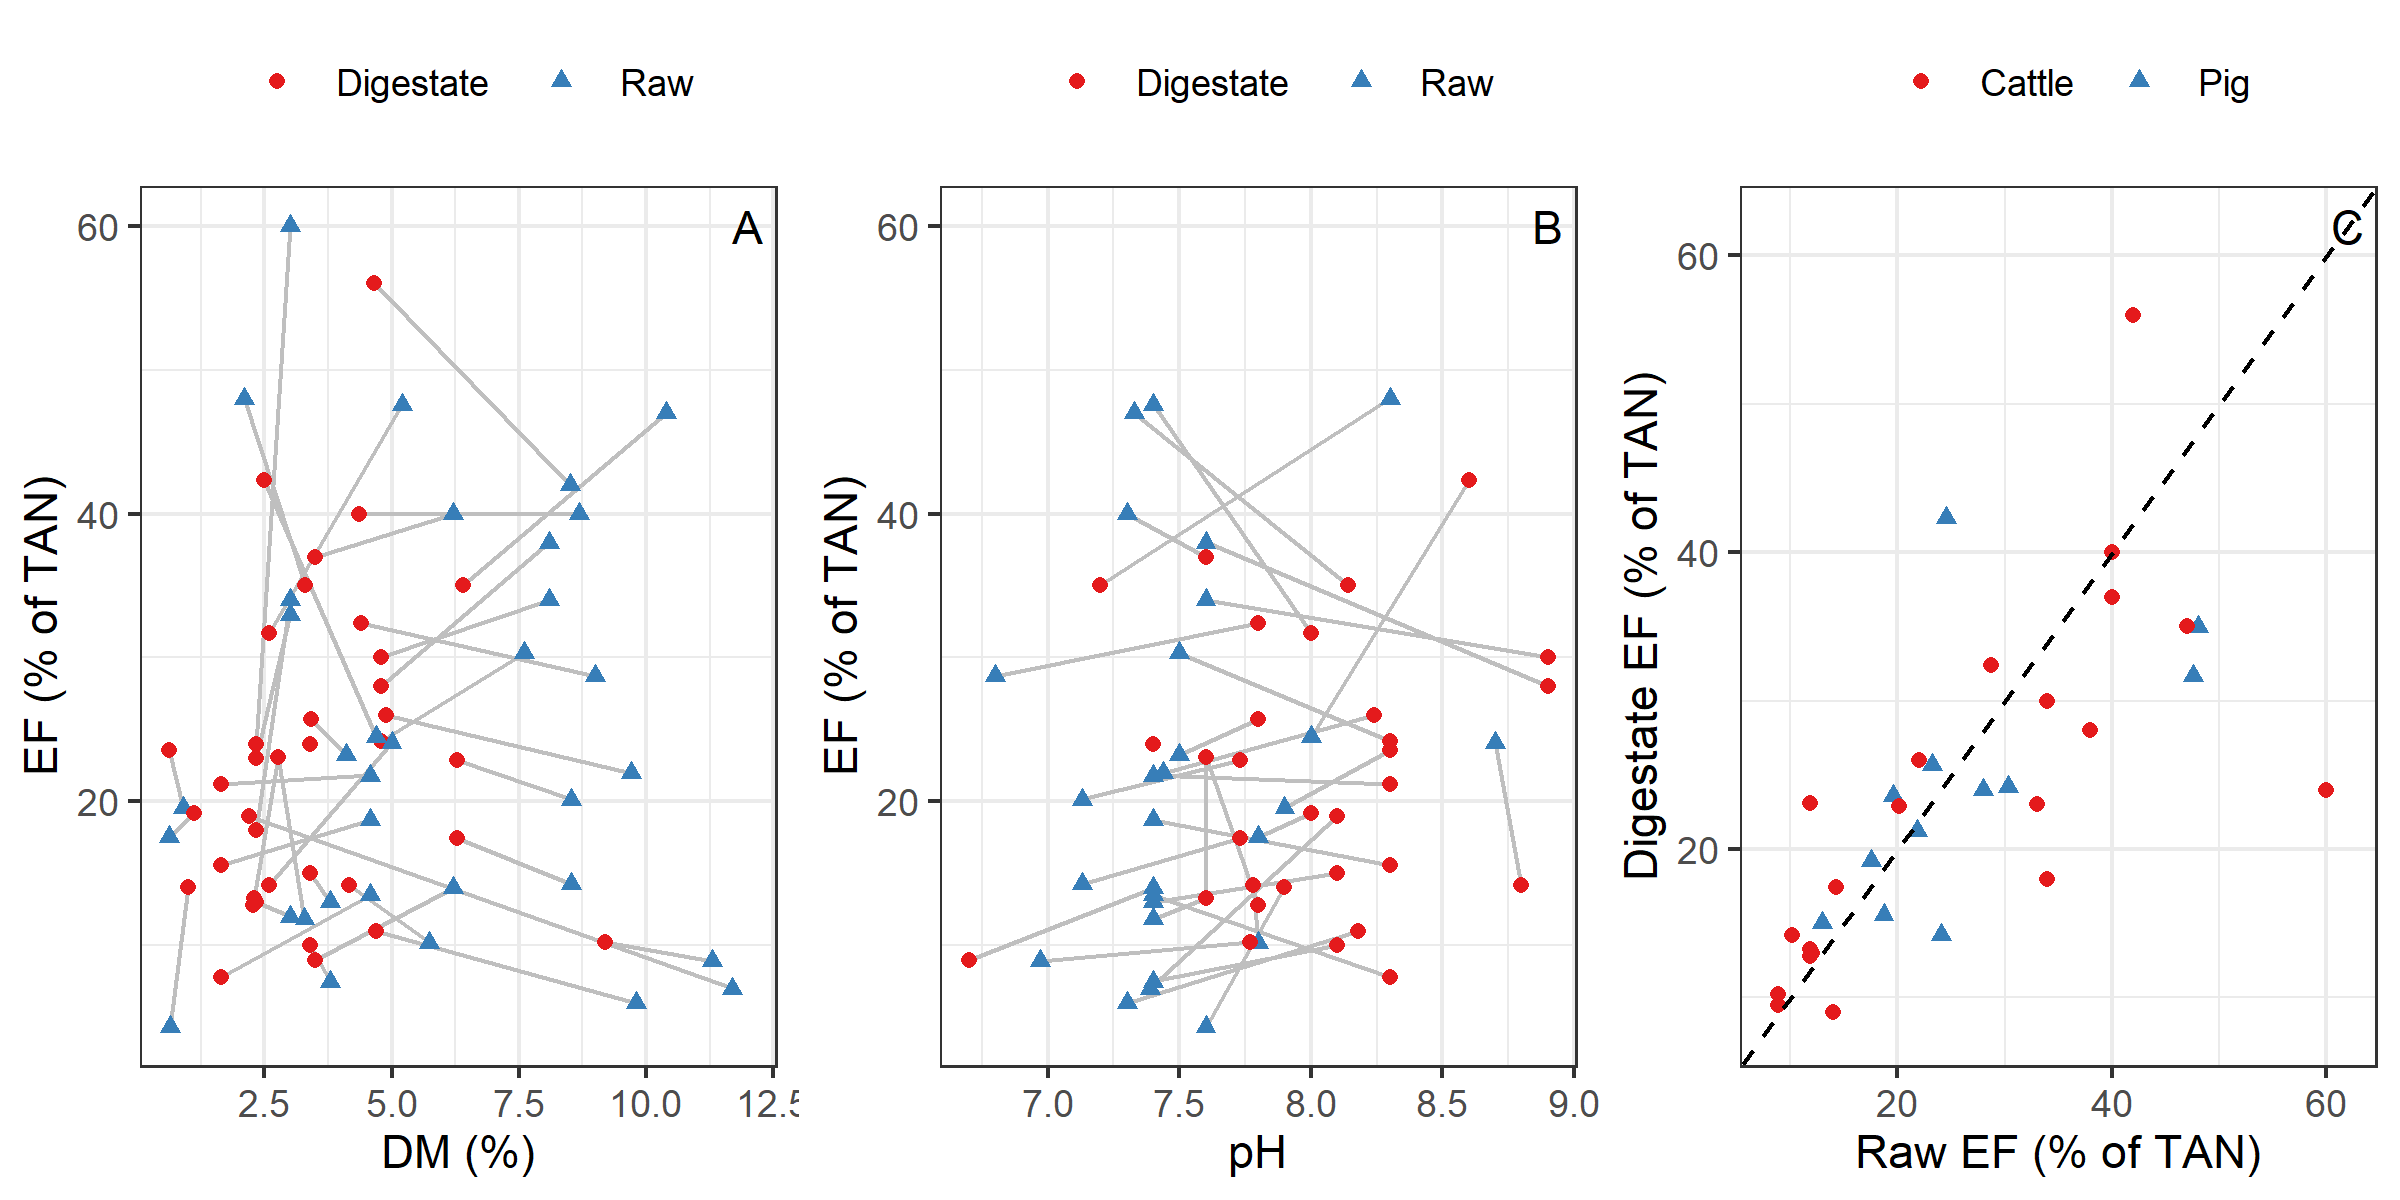 Digestate Raw
A
60
40
20
EF (% of TAN)
2.5 5.0 7.5 10.0 12.5
DM (%)
Digestate Raw
B
60
40
20
EF (% of TAN)
7.0 7.5 8.0 8.5 9.0
pH
Cattle Pig
C
60
40
20
Digestate EF (% of TAN)
20 40 60
Raw EF (% of TAN)